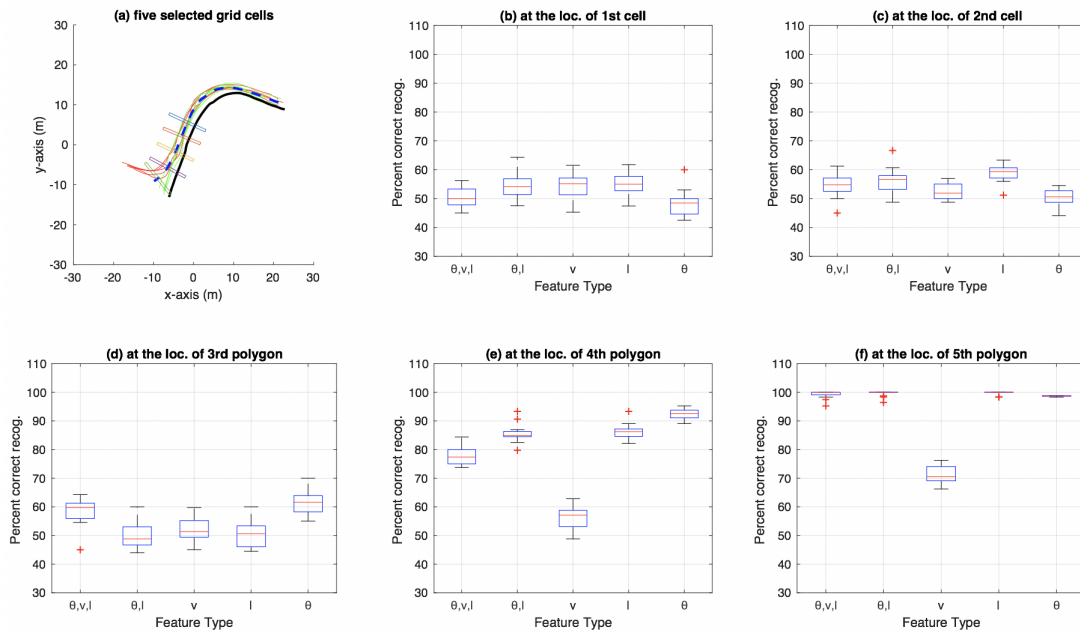 (a) five selected grid cells
30
20
10
0
-10
-20
-30
y-axis (m)
-30 -20 -10 0 10 20 30
x-axis (m)
(b) at the loc. of 1st cell
110
100
90
80
70
60
50
40
30
Percent correct recog.
θ,v,l θ,l v l θ
Feature Type
(c) at the loc. of 2nd cell
110
100
90
80
70
60
50
40
30
Percent correct recog.
θ,v,l θ,l v l θ
Feature Type
(d) at the loc. of 3rd polygon
110
100
90
80
70
60
50
40
30
Percent correct recog.
θ,v,l θ,l v l θ
Feature Type
(e) at the loc. of 4th polygon
110
100
90
80
70
60
50
40
30
Percent correct recog.
θ,v,l θ,l v l θ
Feature Type
(f) at the loc. of 5th polygon
110
100
90
80
70
60
50
40
30
Percent correct recog.
θ,v,l θ,l v l θ
Feature Type